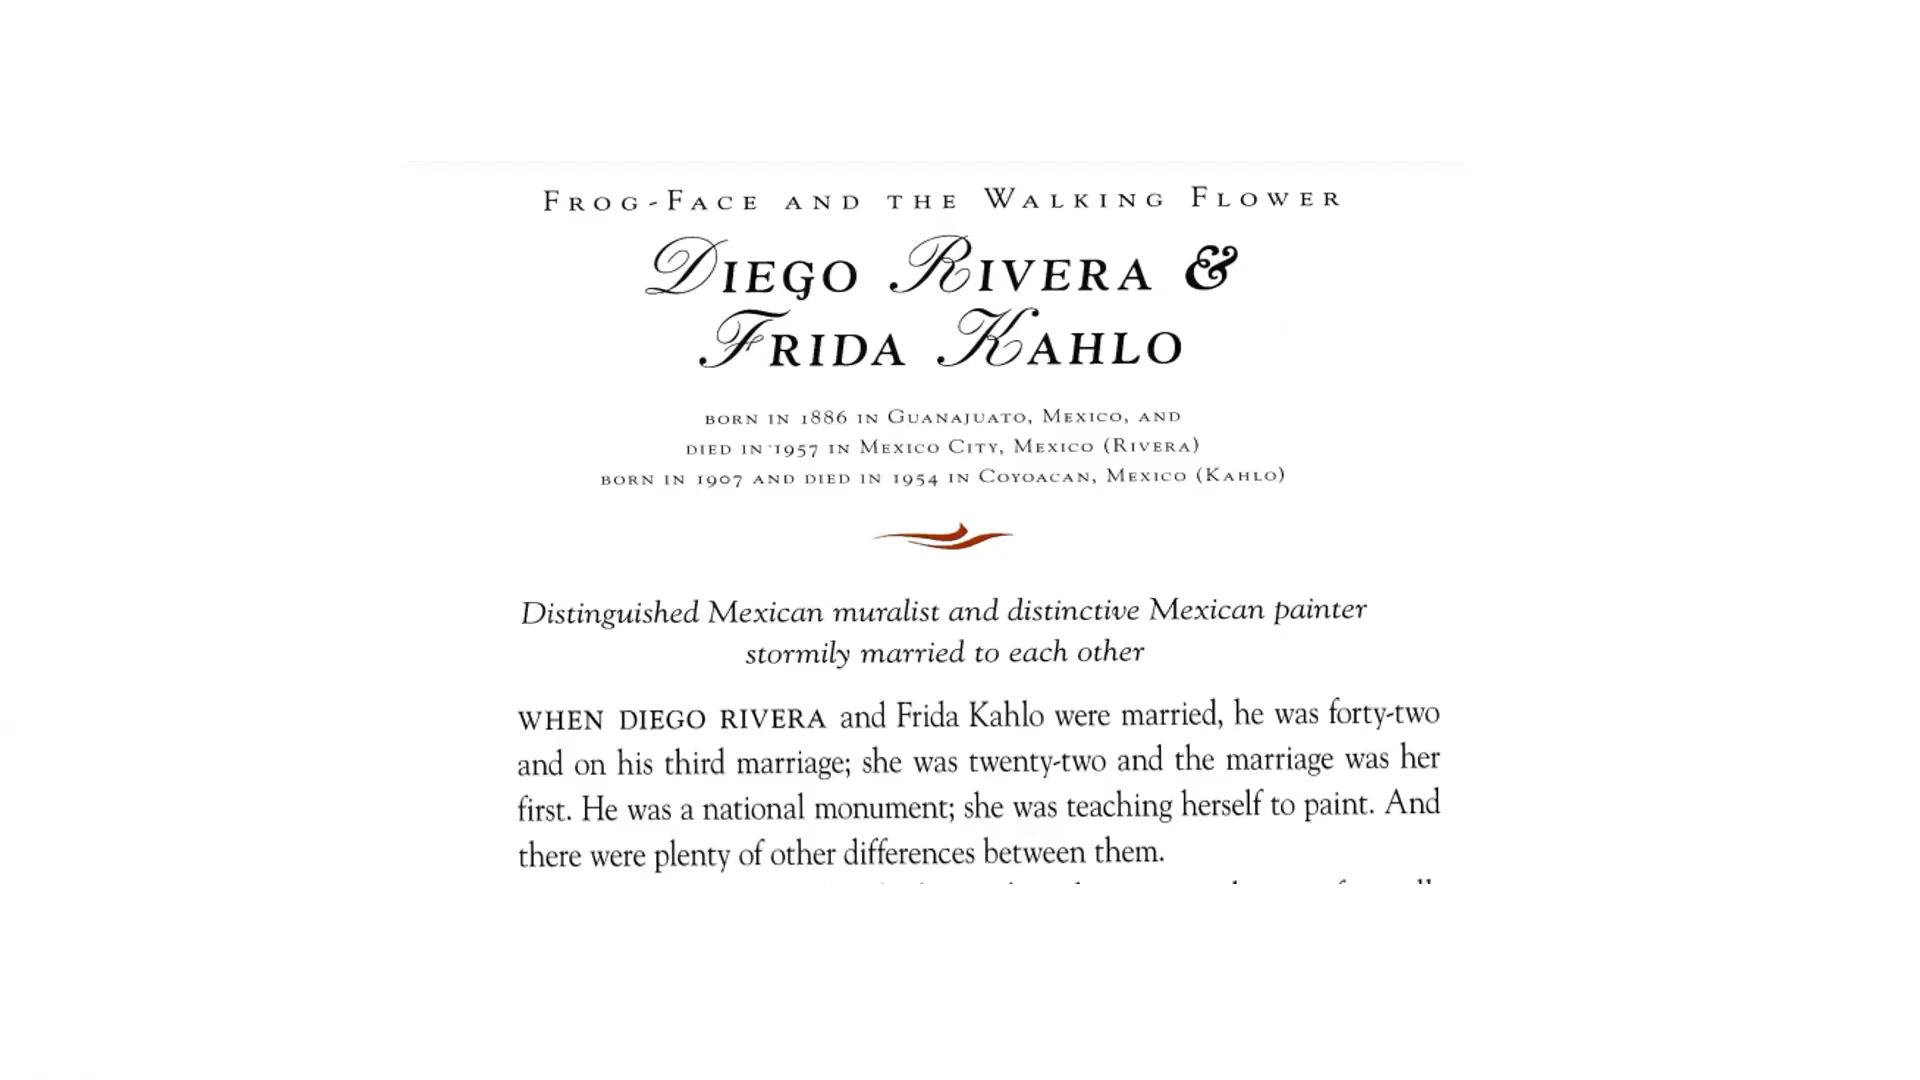 Frog-Face and the Walking Flower
Diego Rivera &
Frida Kahlo
born in 1886 in Guanajuato, Mexico, and
died in 1957 in Mexico City, Mexico (Rivera)
born in 1907 and died in 1954 in Coyoacan, Mexico (Kahlo)
Distinguished Mexican muralist and distinctive Mexican painter
stormily married to each other
WHEN DIEGO RIVERA and Frida Kahlo were married, he was forty-two
and on his third marriage; she was twenty-two and the marriage was her
first. He was a national monument; she was teaching herself to paint. And
there were plenty of other differences between them.